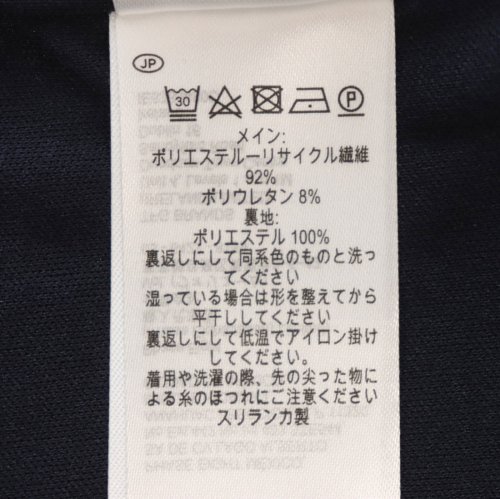 JP
30 P
メイン:
ポリエステルーリサイクル繊維
92%
ポリウレタン 8%
裏地:
ポリエステル 100%
裏返しにして同系色のものと洗っ
てください
湿っている場合は形を整えてから
平干ししてください
裏返しにして低温でアイロン掛け
してください。
着用や洗濯の際、先の尖った物に
よる糸のほつれにご注意ください
スリランカ製